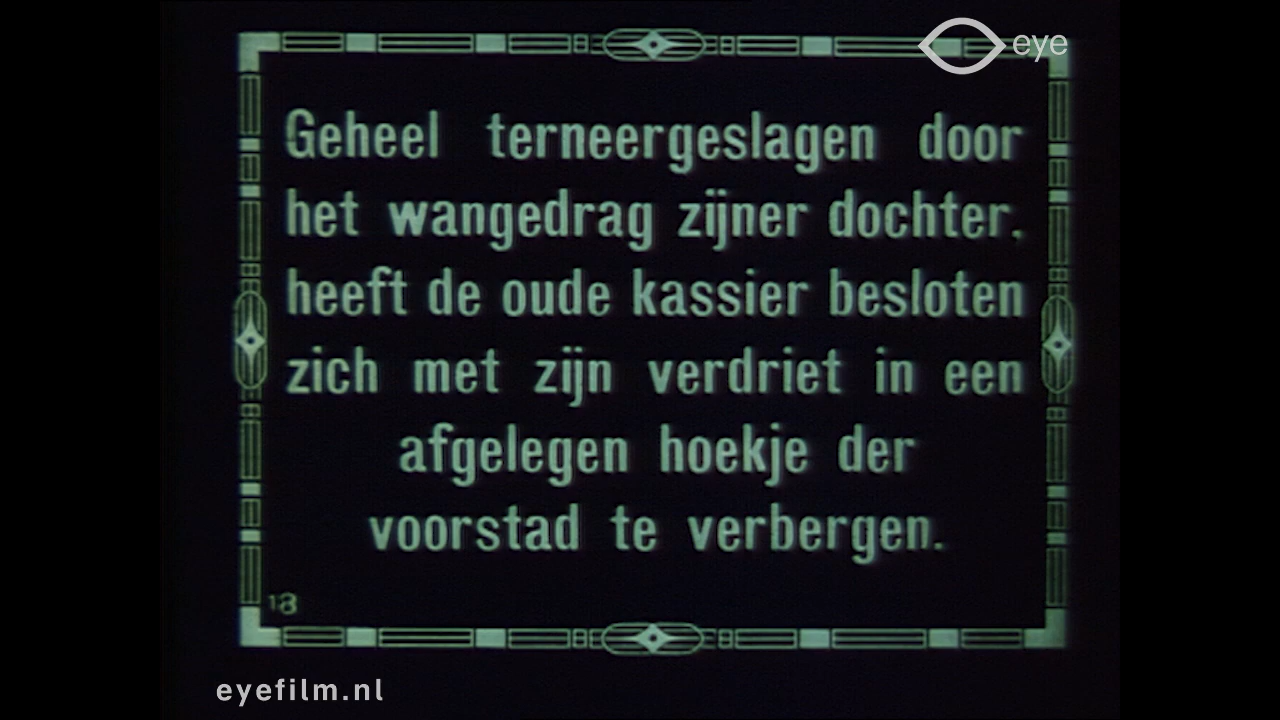 eye
Geheel terneergeslagen door
het wangedrag zijner dochter,
heeft de oude kassier besloten
zich met zijn verdriet in een
afgelegen hoekje der
voorstad te verbergen.
18
eyefilm.nl